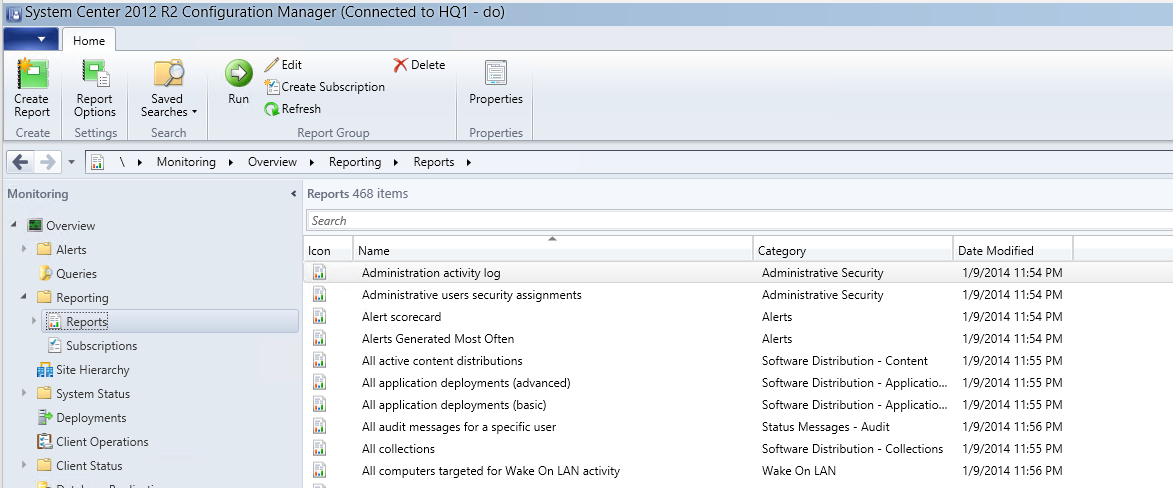 System Center 2012 R2 Configuration Manager (Connected to HQ1 - do)
Home
Create Report
Report Options
Saved Searches
Run
Edit
Create Subscription
Refresh
Delete
Properties
Create
Settings
Search
Report Group
Properties
\ Monitoring Overview Reporting Reports
Monitoring
Overview
Alerts
Queries
Reporting
Reports
Subscriptions
Site Hierarchy
System Status
Deployments
Client Operations
Client Status
Reports 468 items
Search
Icon Name Category Date Modified
Administration activity log Administrative Security 1/9/2014 11:54 PM
Administrative users security assignments Administrative Security 1/9/2014 11:54 PM
Alert scorecard Alerts 1/9/2014 11:54 PM
Alerts Generated Most Often Alerts 1/9/2014 11:54 PM
All active content distributions Software Distribution - Content 1/9/2014 11:55 PM
All application deployments (advanced) Software Distribution - Applicatio... 1/9/2014 11:55 PM
All application deployments (basic) Software Distribution - Applicatio... 1/9/2014 11:55 PM
All audit messages for a specific user Status Messages - Audit 1/9/2014 11:56 PM
All collections Software Distribution - Collections 1/9/2014 11:55 PM
All computers targeted for Wake On LAN activity Wake On LAN 1/9/2014 11:56 PM